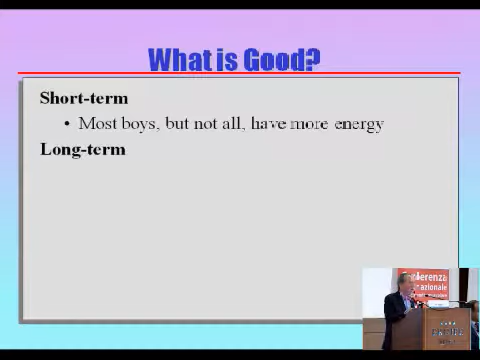 What is Good?
Short-term
• Most boys, but not all, have more energy
Long-term